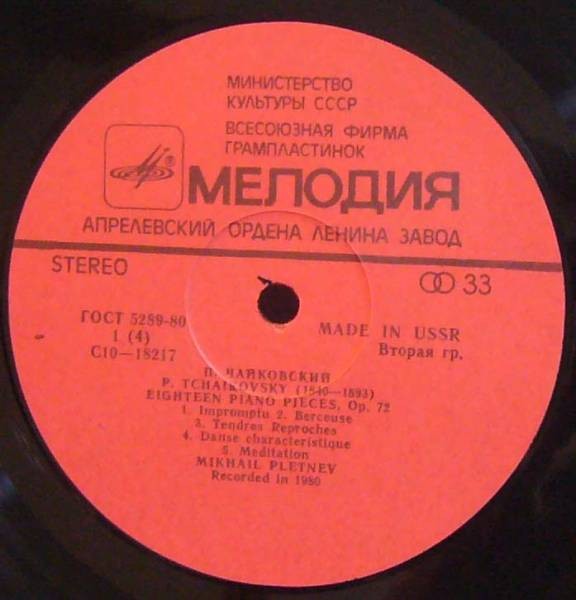 МИНИСТЕРСТВО
КУЛЬТУРЫ СССР
ВСЕСОЮЗНАЯ ФИРМА
ГРАМПЛАСТИНОК
МЕЛОДИЯ
АПРЕЛЕВСКИЙ ОРДЕНА ЛЕНИНА ЗАВОД
STEREO
33
ГОСТ 5289-80
MADE IN USSR
1 (4)
Вторая гр.
С10—18217
П. ЧАЙКОВСКИЙ
P. TCHAIKOVSKY (1840—1893)
EIGHTEEN PIANO PIECES, Op. 72
1. Impromptu 2. Berceuse
3. Tendres Reproches
4. Danse characteristique
5. Meditation
MIKHAIL PLETNEV
Recorded in 1980